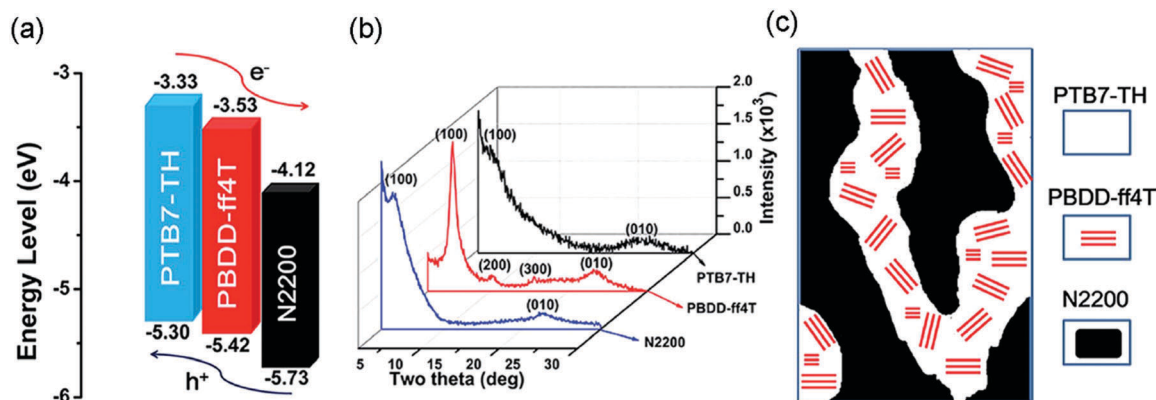 (a)
Energy Level (eV)
-3
-4
-5
-6
e⁻
-3.33
-3.53
-4.12
PTB7-TH
PBDD-ff4T
N2200
-5.30
-5.42
-5.73
h⁺
(b)
2.0
1.5
1.0
0.5
0.0
Intensity (x10³)
(100)
(100)
(100)
(200)
(300)
(010)
(010)
(010)
PTB7-TH
PBDD-ff4T
N2200
5 10 15 20 25 30
Two theta (deg)
(c)
PTB7-TH
PBDD-ff4T
N2200